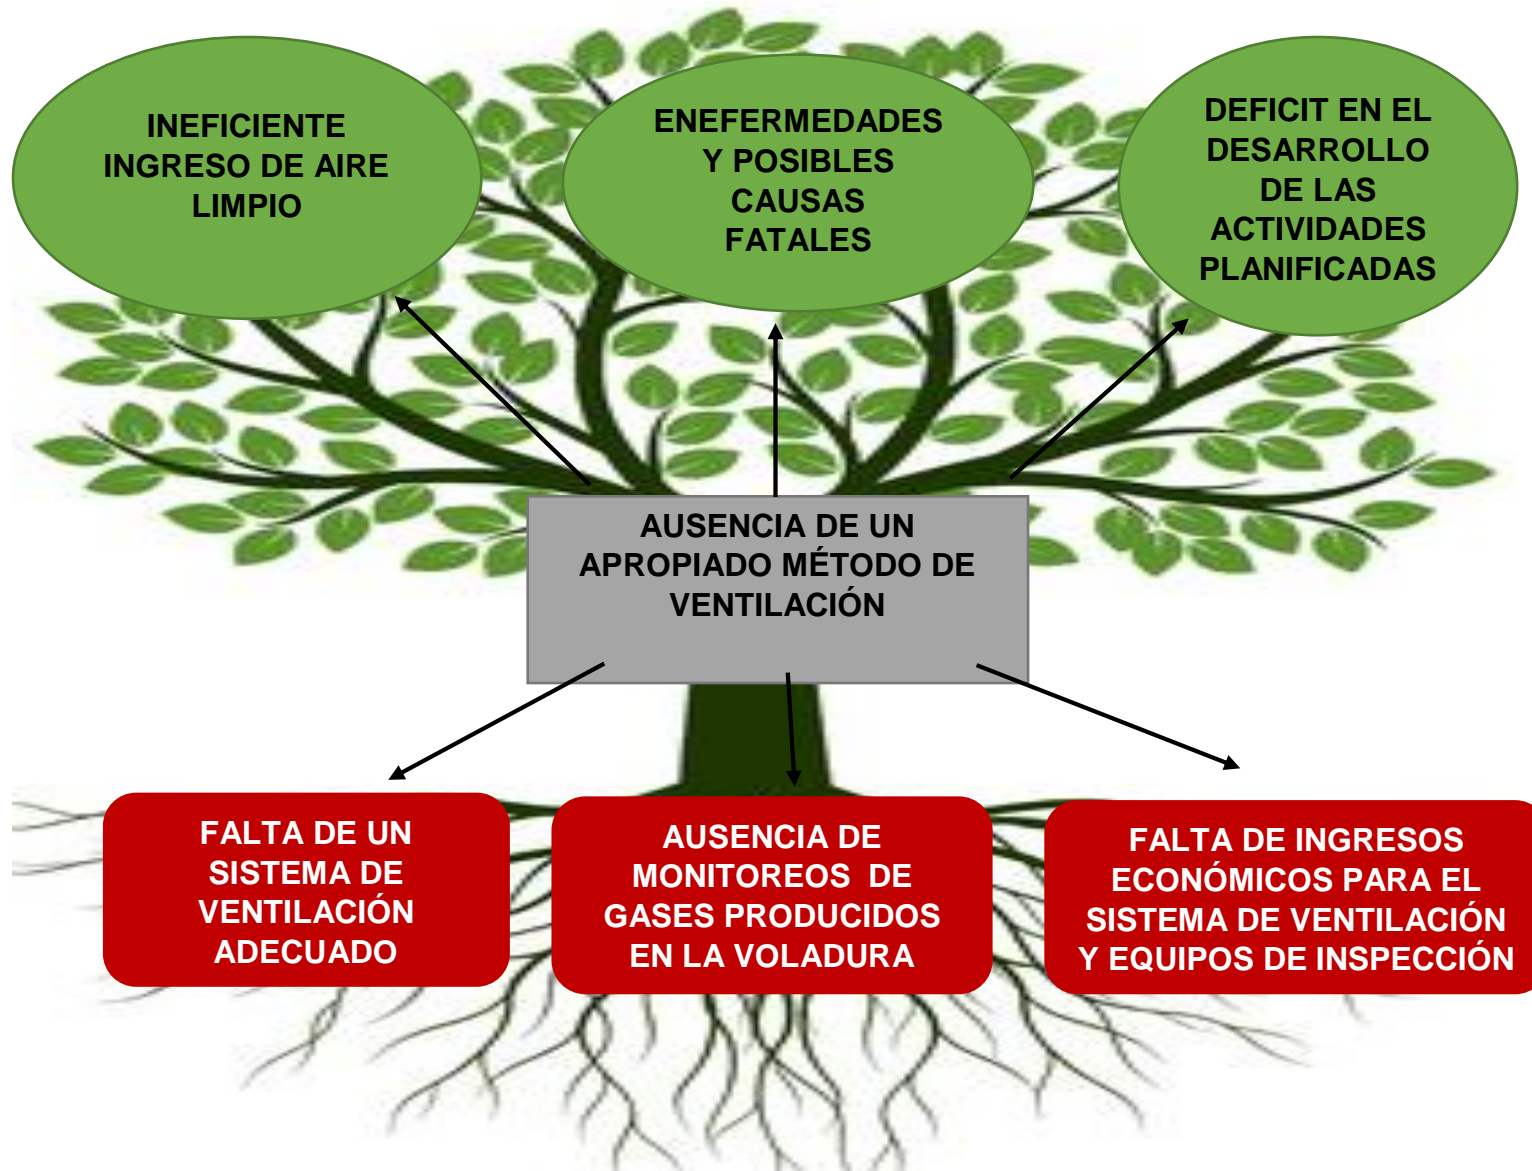 INEFICIENTE
INGRESO DE AIRE
LIMPIO
ENEFERMEDADES
Y POSIBLES
CAUSAS
FATALES
DEFICIT EN EL
DESARROLLO
DE LAS
ACTIVIDADES
PLANIFICADAS
AUSENCIA DE UN
APROPIADO MÉTODO DE
VENTILACIÓN
FALTA DE UN
SISTEMA DE
VENTILACIÓN
ADECUADO
AUSENCIA DE
MONITOREOS DE
GASES PRODUCIDOS
EN LA VOLADURA
FALTA DE INGRESOS
ECONÓMICOS PARA EL
SISTEMA DE VENTILACIÓN
Y EQUIPOS DE INSPECCIÓN